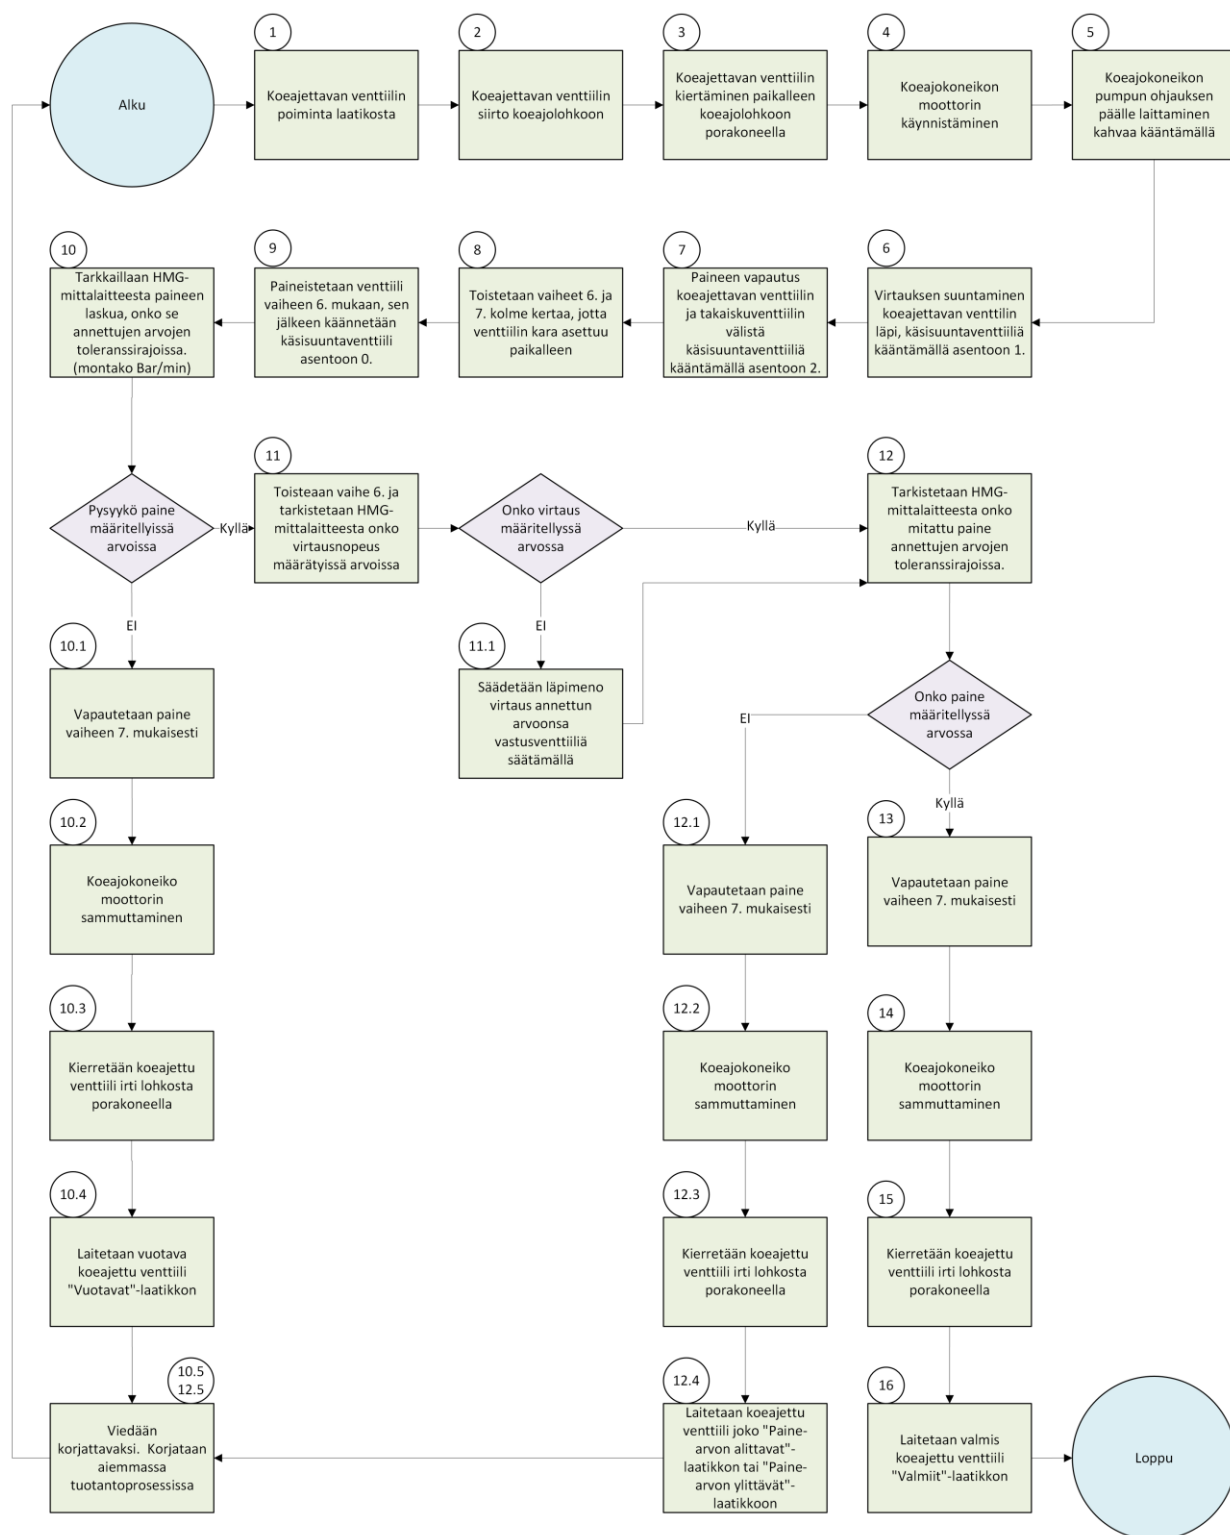 Alku
1
Koeajettavan venttiilin
poiminta laatikosta
2
Koeajettavan venttiilin
siirto koeajolohkoon
3
Koeajettavan venttiilin
kiertäminen paikalleen
koeajolohkoon
porakoneella
4
Koeajokoneikon
moottorin
käynnistäminen
5
Koeajokoneikon
pumpun ohjauksen
päälle laittaminen
kahvaa kääntämällä
6
Virtauksen suuntaminen
koeajettavan venttilin
läpi, käsisuuntaventtiiliä
kääntämällä asentoon 1.
7
Paineen vapautus
koeajettavan venttiilin
ja takaiskuventtiilin
välistä
käsisuuntaventtiiliä
kääntämällä asentoon 2.
8
Toistetaan vaiheet 6. ja
7. kolme kertaa, jotta
venttiilin kara asettuu
paikalleen
9
Paineistetaan venttiili
vaiheen 6. mukaan, sen
jälkeen käännetään
käsisuuntaventtiili
asentoon 0.
10
Tarkkaillaan HMG-
mittalaitteesta paineen
laskua, onko se
annettujen arvojen
toleranssirajoissa.
(montako Bar/min)
Pysyykö paine
määritellyissä
arvoissa
Kyllä
11
Toisteaan vaihe 6. ja
tarkistetaan HMG-
mittalaitteesta onko
virtausnopeus
määrätyissä arvoissa
Onko virtaus
määritellyssä
arvossa
Kyllä
12
Tarkistetaan HMG-
mittalaitteesta onko
mitattu paine
annettujen arvojen
toleranssirajoissa.
EI
10.1
Vapautetaan paine
vaiheen 7. mukaisesti
EI
11.1
Säädetään läpimeno
virtaus annettun
arvoonsa
vastusventtiiliä
säätämällä
Onko paine
määritellyssä
arvossa
EI
Kyllä
10.2
Koeajokoneiko
moottorin
sammuttaminen
12.1
Vapautetaan paine
vaiheen 7. mukaisesti
13
Vapautetaan paine
vaiheen 7. mukaisesti
10.3
Kierretään koeajettu
venttiili irti lohkosta
porakoneella
12.2
Koeajokoneiko
moottorin
sammuttaminen
14
Koeajokoneiko
moottorin
sammuttaminen
10.4
Laitetaan vuotava
koeajettu venttiili
"Vuotavat"-laatikkon
12.3
Kierretään koeajettu
venttiili irti lohkosta
porakoneella
15
Kierretään koeajettu
venttiili irti lohkosta
porakoneella
10.5
12.5
Viedään
korjattavaksi. Korjataan
aiemmassa
tuotantoprosessissa
12.4
Laitetaan koeajettu
venttiili joko "Paine-
arvon alittavat"-
laatikkon tai "Paine-
arvon ylittävät"-
laatikkoon
16
Laitetaan valmis
koeajettu venttiili
"Valmiit"-laatikkon
Loppu